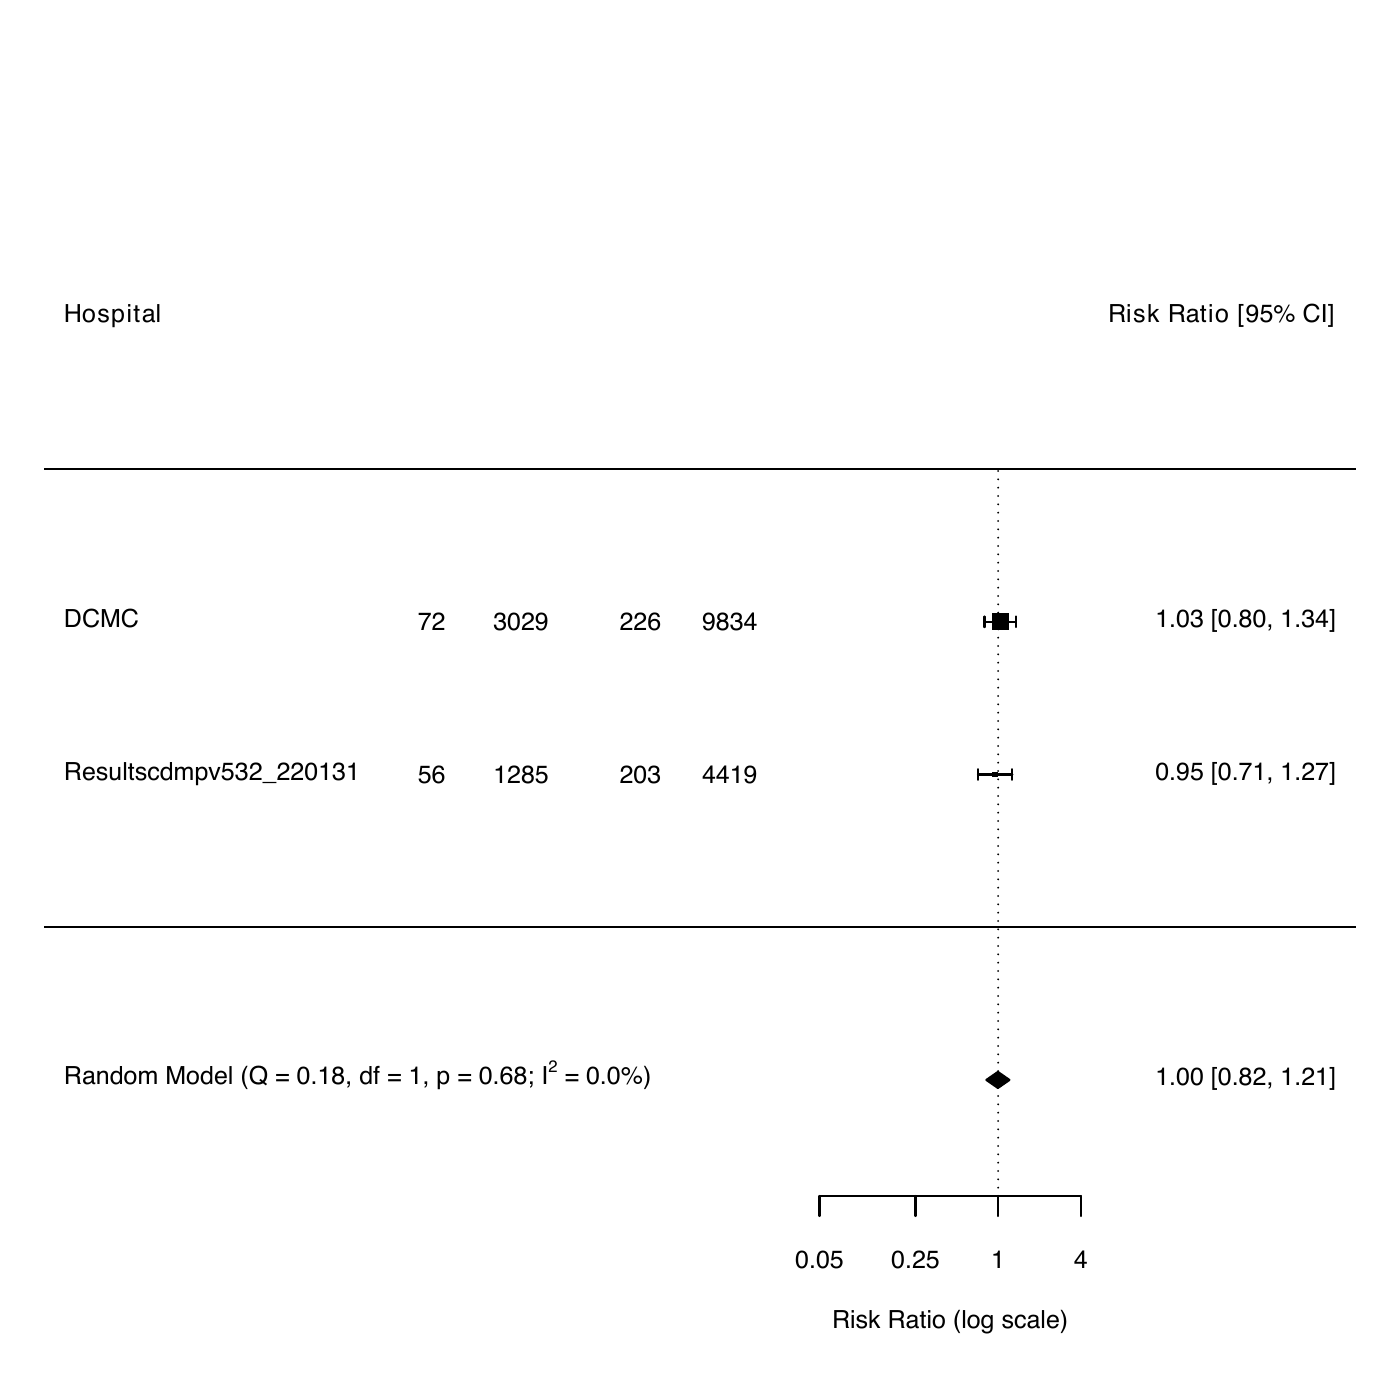 Hospital Risk Ratio [95% CI]
DCMC 72 3029 226 9834 1.03 [0.80, 1.34]
Resultscdmpv532_220131 56 1285 203 4419 0.95 [0.71, 1.27]
Random Model (Q = 0.18, df = 1, p = 0.68; I² = 0.0%) 1.00 [0.82, 1.21]
0.05 0.25 1 4
Risk Ratio (log scale)